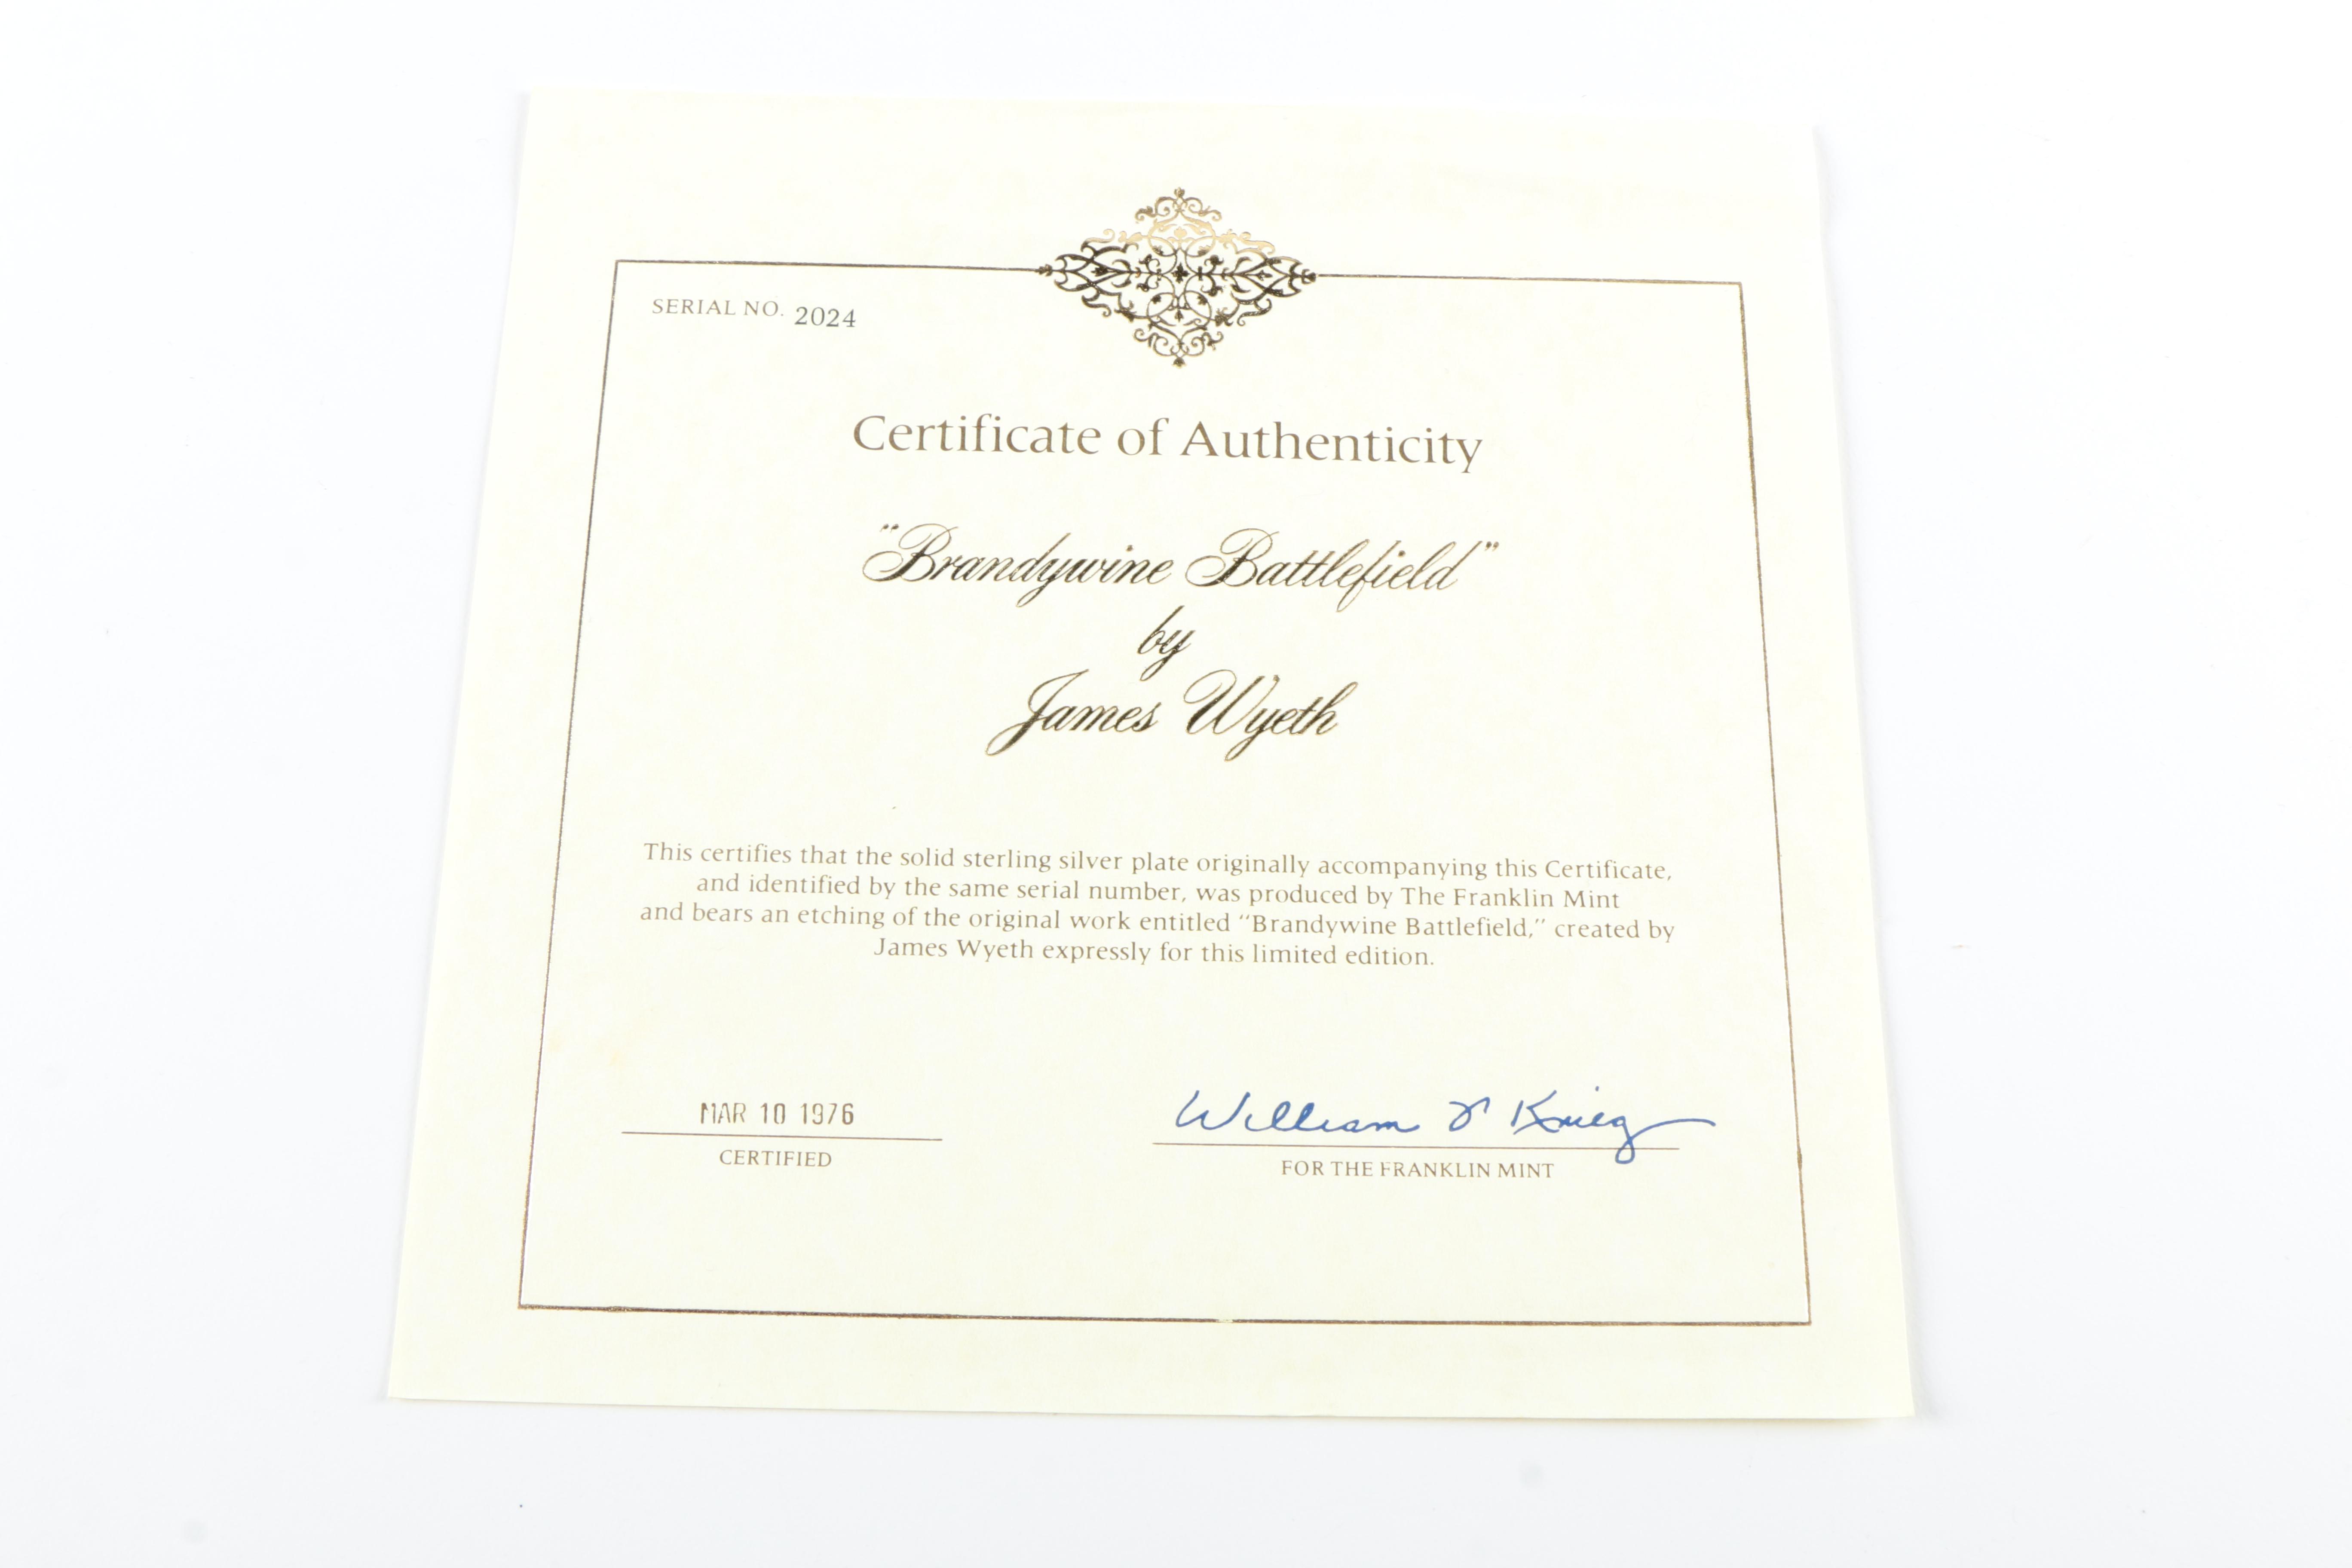 SERIAL NO. 2024
Certificate of Authenticity
“Brandywine Battlefield”
by
James Wyeth
This certifies that the solid sterling silver plate originally accompanying this Certificate,
and identified by the same serial number, was produced by The Franklin Mint
and bears an etching of the original work entitled “Brandywine Battlefield,” created by
James Wyeth expressly for this limited edition.
MAR 10 1976
CERTIFIED
William Krieg
FOR THE FRANKLIN MINT